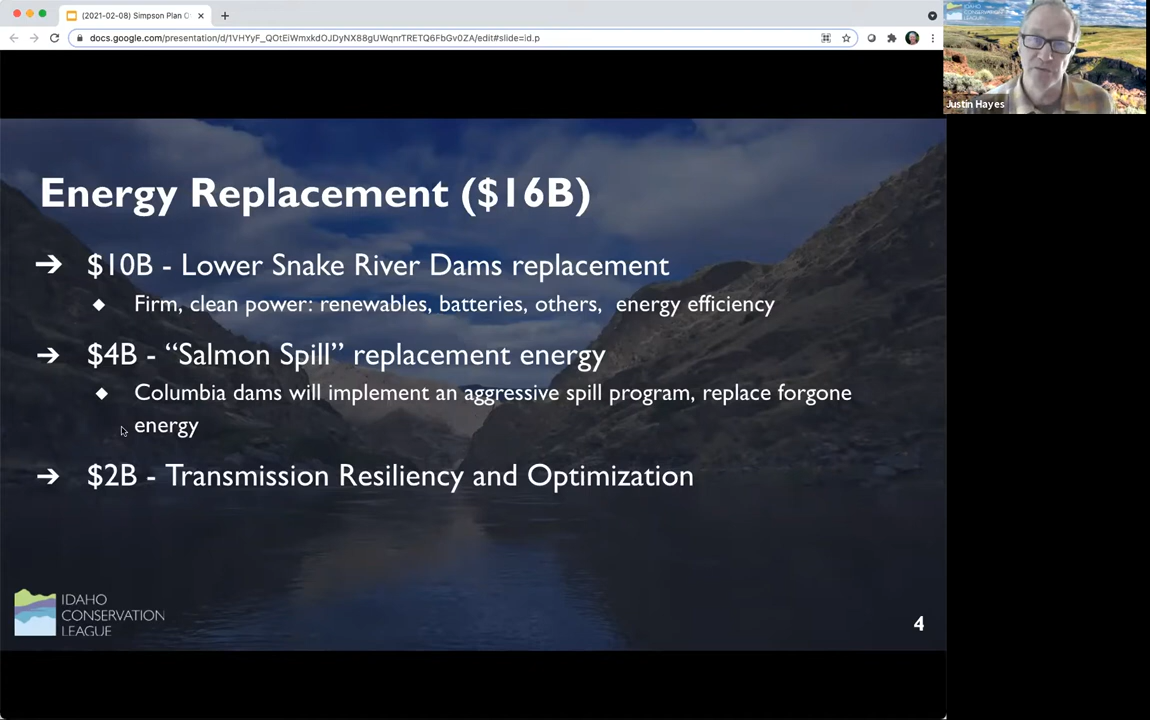 (2021-02-08) Simpson Plan O
docs.google.com/presentation/d/1VHYyF_QOtEiWmxkdOJDyNX88gUWqnrTRETQ6FbGv0ZA/edit#slide=id.p
IDAHO
CONSERVATION
LEAGUE
Justin Hayes
Energy Replacement ($16B)
➔ $10B - Lower Snake River Dams replacement
◆ Firm, clean power: renewables, batteries, others, energy efficiency
➔ $4B - “Salmon Spill” replacement energy
◆ Columbia dams will implement an aggressive spill program, replace forgone
energy
➔ $2B - Transmission Resiliency and Optimization
IDAHO
CONSERVATION
LEAGUE
4